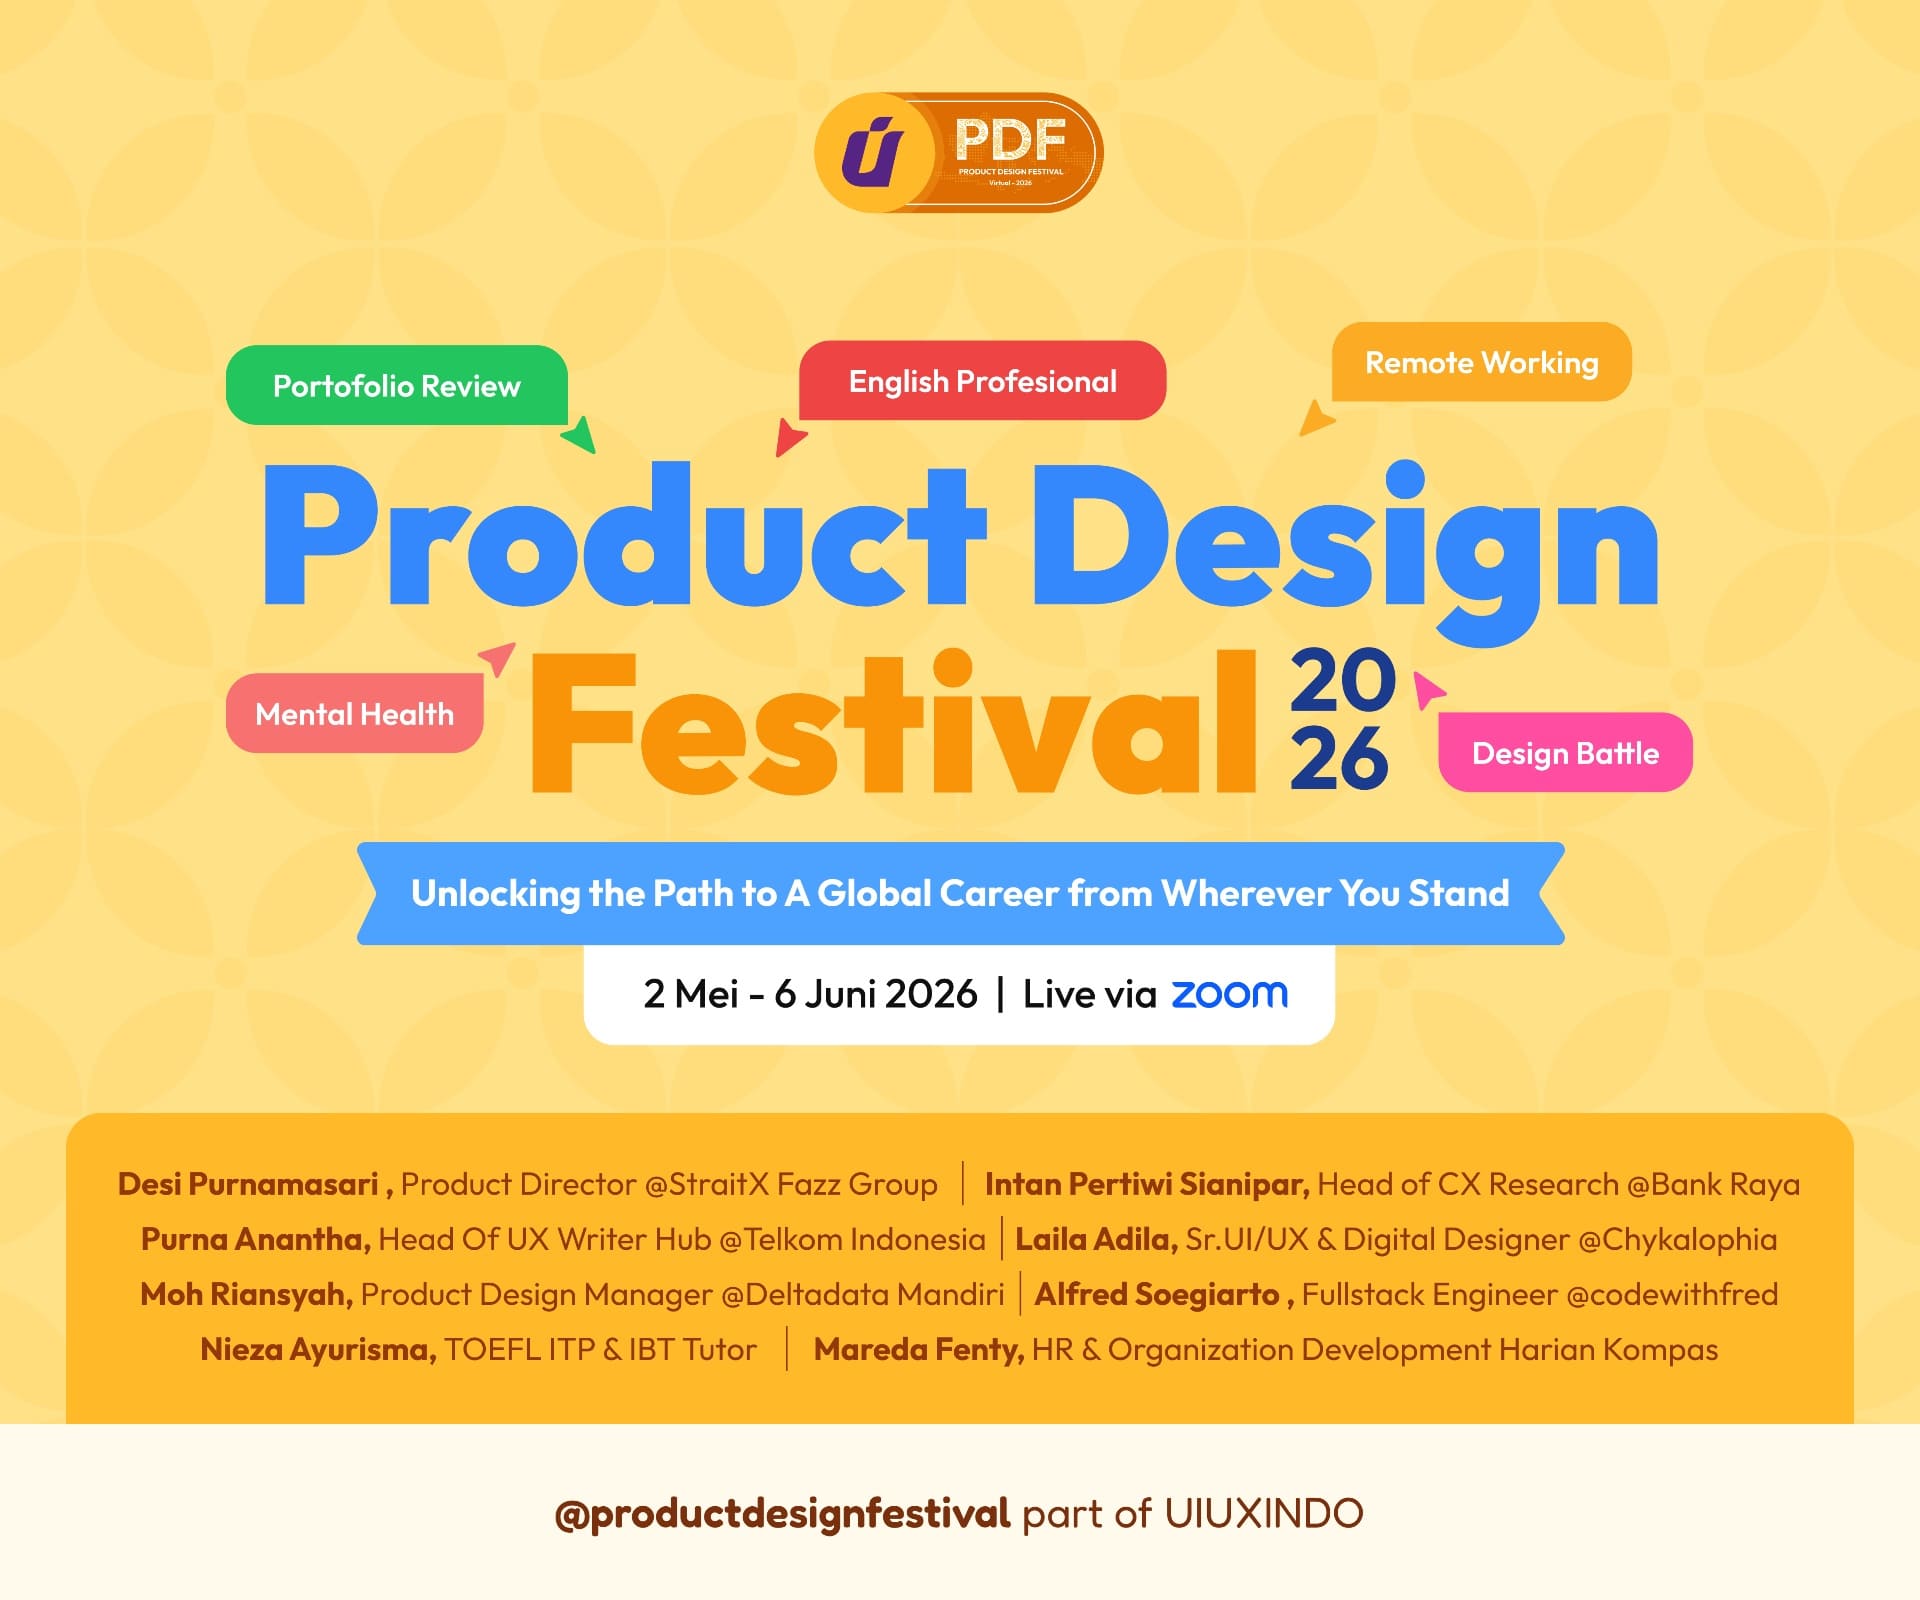 PDF
PRODUCT DESIGN FESTIVAL
Virtual - 2026
Portofolio Review
English Profesional
Remote Working
Product Design
Festival
20
26
Mental Health
Design Battle
Unlocking the Path to A Global Career from Wherever You Stand
2 Mei - 6 Juni 2026 | Live via zoom
Desi Purnamasari , Product Director @StraitX Fazz Group | Intan Pertiwi Sianipar, Head of CX Research @Bank Raya
Purna Anantha, Head Of UX Writer Hub @Telkom Indonesia | Laila Adila, Sr.UI/UX & Digital Designer @Chykalophia
Moh Riansyah, Product Design Manager @Deltadata Mandiri | Alfred Soegiarto , Fullstack Engineer @codewithfred
Nieza Ayurisma, TOEFL ITP & IBT Tutor | Mareda Fenty, HR & Organization Development Harian Kompas
@productdesignfestival part of UIUXINDO